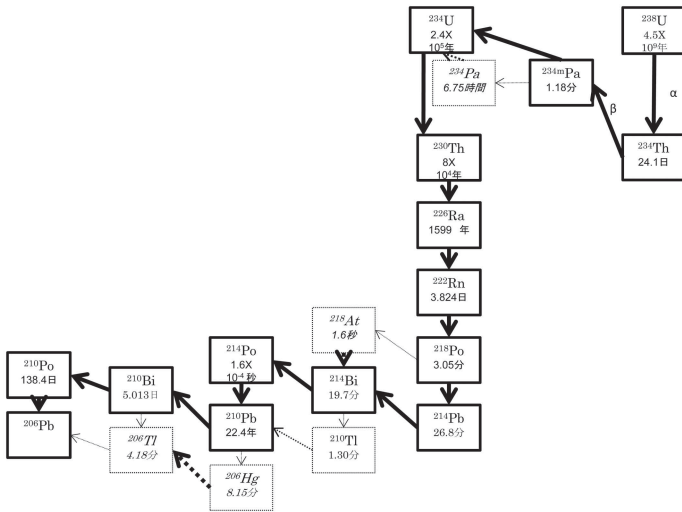 ²³⁴U
2.4X
10⁵年
²³⁸U
4.5X
10⁹年
²³⁴Pa
6.75時間
²³⁴ᵐPa
1.18分
β
α
²³⁴Th
24.1日
²³⁰Th
8X
10⁴年
²²⁶Ra
1599 年
²²²Rn
3.824日
²¹⁸At
1.6秒
²¹⁸Po
3.05分
²¹⁰Po
138.4日
²¹⁰Bi
5.013日
²¹⁴Po
1.6X
10⁻⁴ 秒
²¹⁴Bi
19.7分
²¹⁴Pb
26.8分
²⁰⁶Pb
²⁰⁶Tl
4.18分
²¹⁰Pb
22.4年
²¹⁰Tl
1.30分
²⁰⁶Hg
8.15分